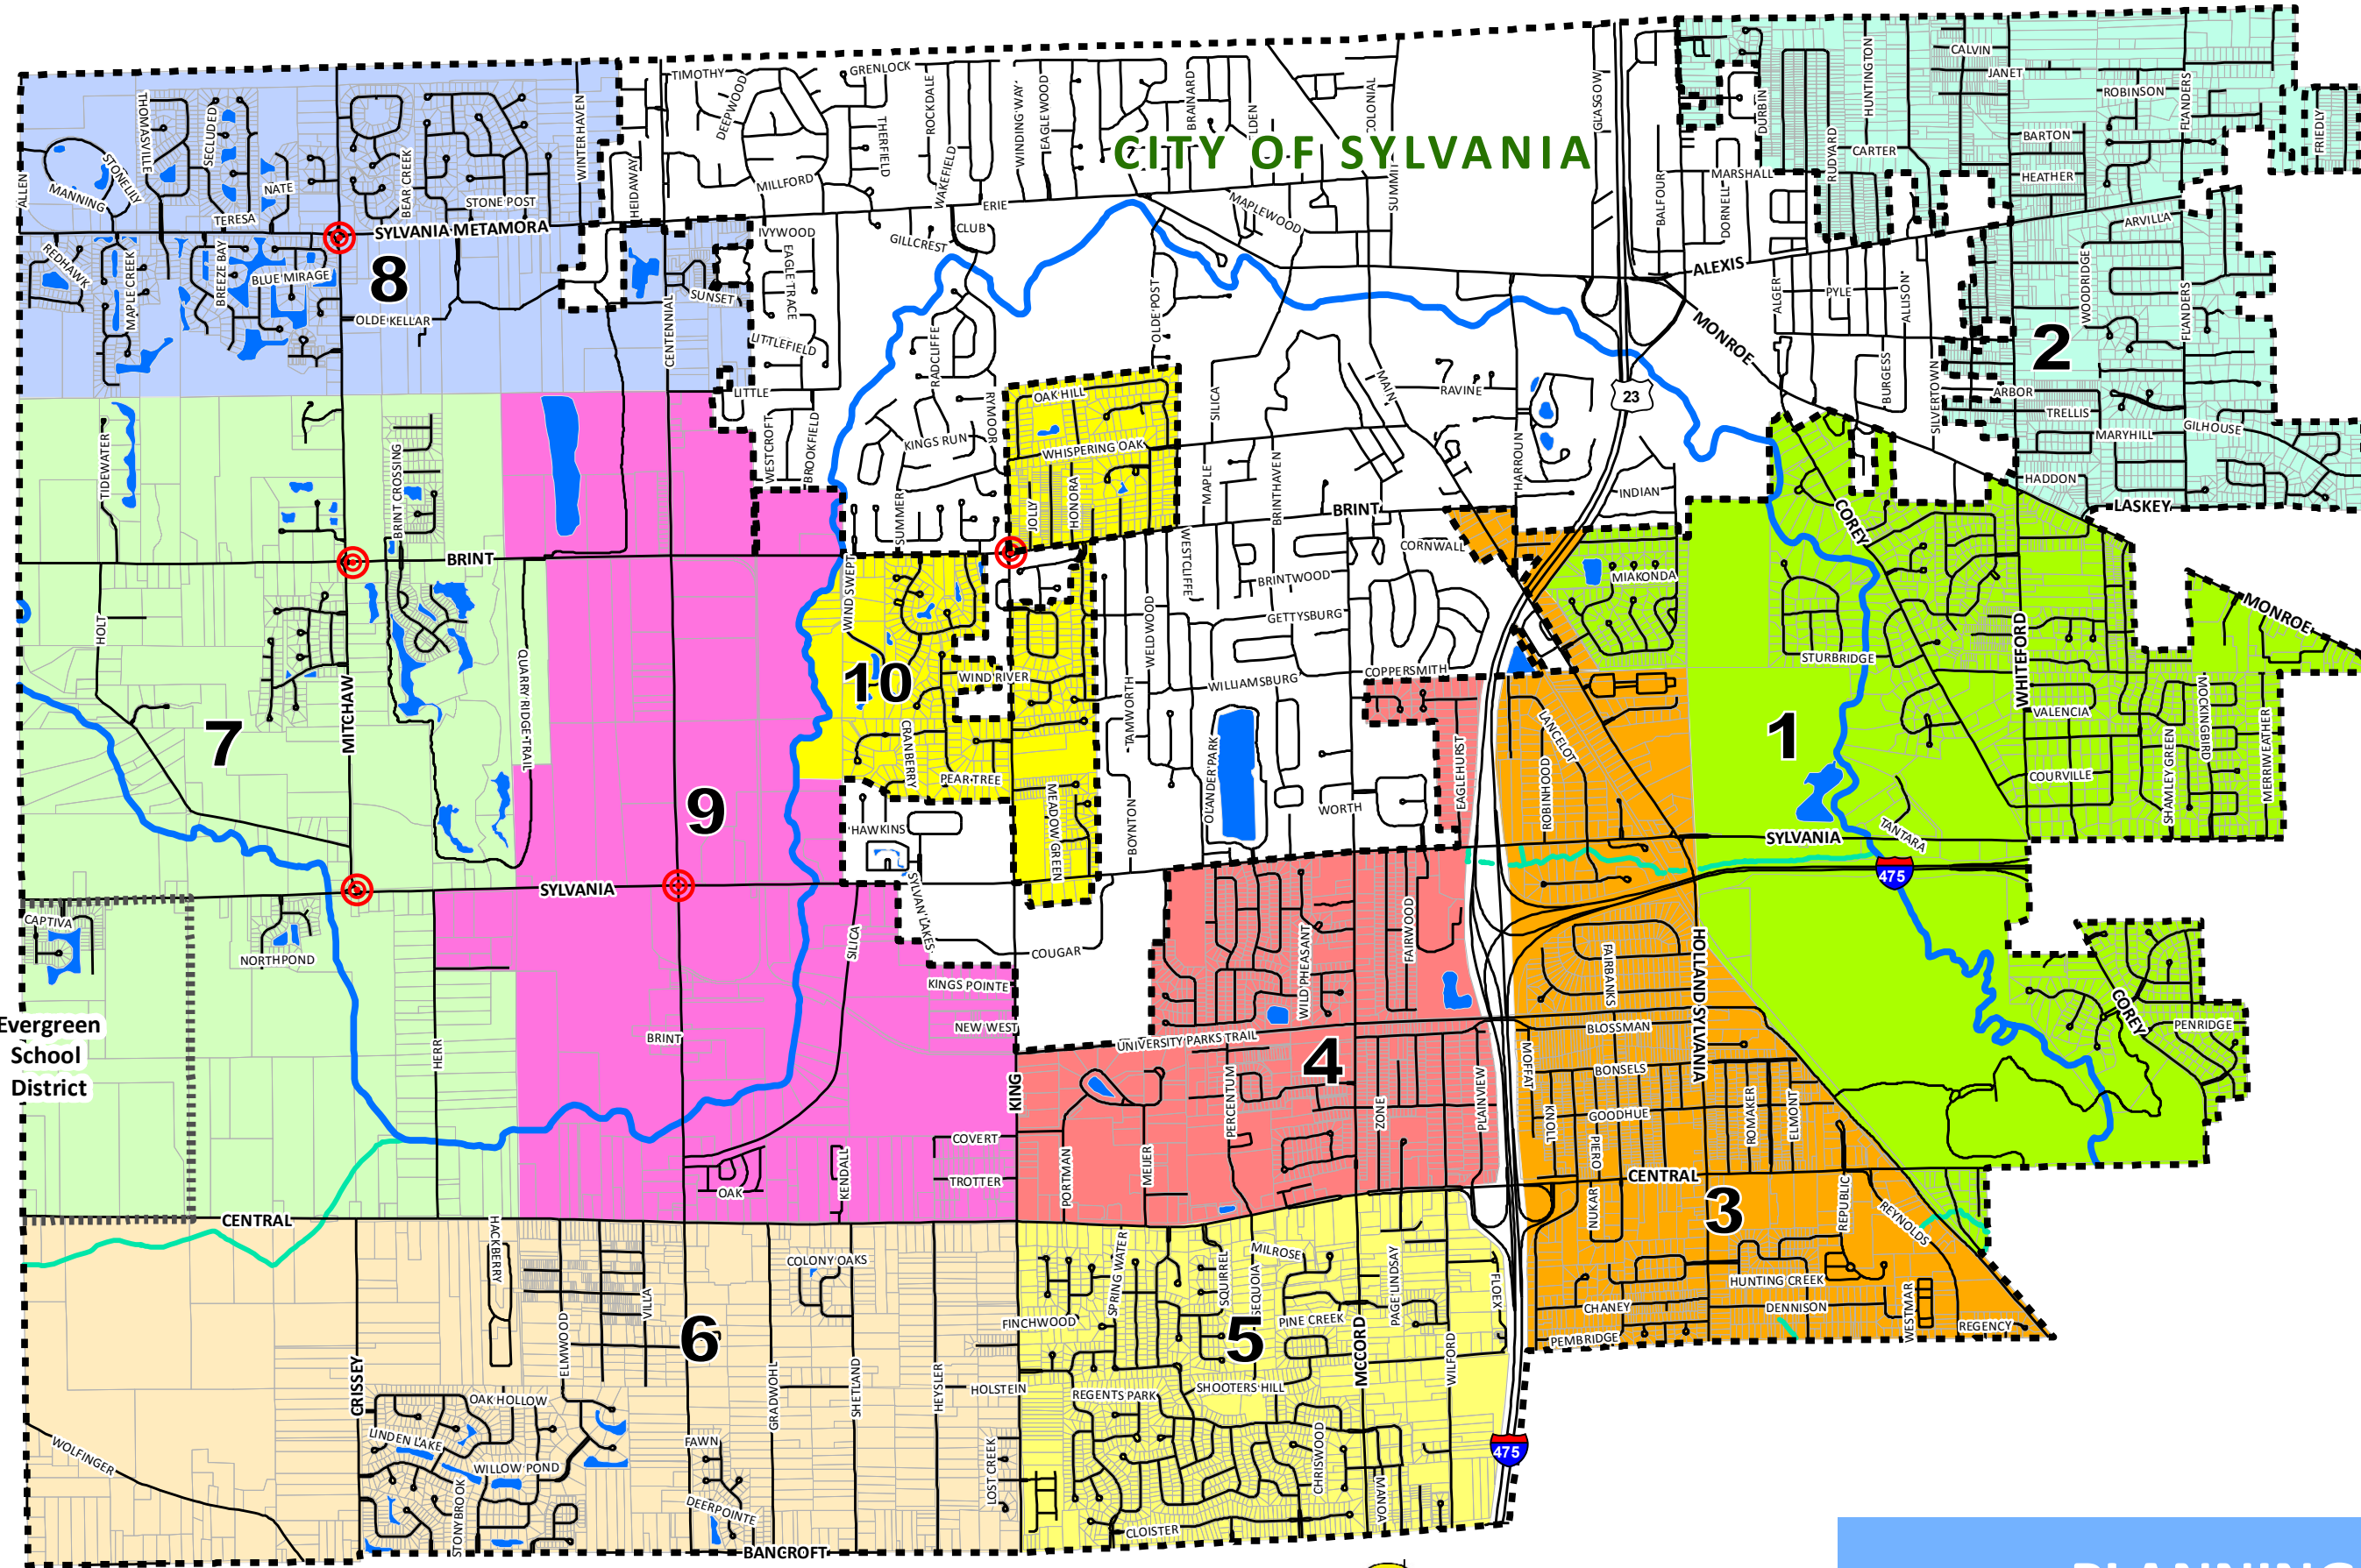 TIMOTHY
GRENLOCK
DEEPWOOD
THERFIELD
ROCKDALE
WAKEFIELD
WINDING WAY
EAGLEWOOD
BRAINARD
COLONIAL
SUMMIT
GLASGOW
CITY OF SYLVANIA
HUNTINGTON
CALVIN
JANET
ROBINSON
FLANDERS
FRIEDLY
DURBIN
RUDYARD
CARTER
BARTON
HEATHER
ARVILLA
MARSHALL
BALFOUR
DORNELL
ALLEN
THOMASVILLE
STONELILY
MANNING
SECLUDED
NATE
TERESA
BEAR CREEK
STONE POST
WINTERHAVEN
HEIDAWAY
MILLFORD
ERIE
CLUB
GILLCREST
MAPLEWOOD
SYLVANIA METAMORA
IVYWOOD
EAGLE TRACE
REDHAWK
MAPLE CREEK
BREEZE BAY
BLUE MIRAGE
8
OLDE KELLAR
CENTENNIAL
SUNSET
LITTLEFIELD
LITTLE
RADCLIFFE
OLDE POST
ALEXIS
MONROE
ALGER
PYLE
ALLISON
BURGESS
SILVERTOWN
WOODRIDGE
FLANDERS
2
ARBOR
TRELLIS
MARYHILL
GILHOUSE
HADDON
LASKEY
23
TIDEWATER
BRINT CROSSING
WESTCROFT
BROOKFIELD
KINGS RUN
RYMOOR
OAK HILL
WHISPERING OAK
JOLLY
HONORA
SUMMER
SILICA
MAPLE
BRINTHAVEN
MAIN
RAVINE
HARROUN
INDIAN
BRINT
CORNWALL
COREY
BRINT
HOLT
MITCHAW
QUARRY RIDGE TRAIL
7
9
WIND SWEPT
10
WIND RIVER
CRANBERRY
PEAR TREE
MEADOW GREEN
WESTCLIFFE
BRINTWOOD
GETTYSBURG
WELDWOOD
TAMWORTH
WILLIAMSBURG
COPPERSMITH
OLANDER PARK
BOYNTON
WORTH
EAGLEHURST
LANCELOT
ROBINHOOD
MIAKONDA
STURBRIDGE
1
WHITEFORD
VALENCIA
COURVILLE
SHAMLEY GREEN
MOCKINGBIRD
MERRIWEATHER
MONROE
SYLVANIA
TANTARA
475
HAWKINS
SYLVAN LAKES
SYLVANIA
CAPTIVA
NORTHPOND
HERR
SILICA
COUGAR
KINGS POINTE
NEW WEST
BRINT
KING
UNIVERSITY PARKS TRAIL
WILD PHEASANT
FAIRWOOD
4
FAIRBANKS
HOLLAND SYLVANIA
BLOSSMAN
BONSELS
GOODHUE
MOFFAT
KNOLL
PIERO
ROMAKER
ELMONT
COREY
PENRIDGE
Evergreen
School
District
PERCENTUM
ZONE
PLAINVIEW
PORTMAN
MEIJER
COVERT
TROTTER
KENDALL
OAK
CENTRAL
CENTRAL
3
NUKAR
REPUBLIC
REYNOLDS
HACKBERRY
ELMWOOD
VILLA
COLONY OAKS
6
GRADWOHL
SHETLAND
HEYSLER
FINCHWOOD
HOLSTEIN
SPRING WATER
SQUIRREL
SEQUOIA
MILROSE
PINE CREEK
5
SHOOTERS HILL
REGENTS PARK
MCCORD
PAGE LINDSAY
WILFORD
FLOEX
HUNTING CREEK
CHANEY
DENNISON
WESTMAR
REGENCY
PEMBRIDGE
CRISSEY
OAK HOLLOW
LINDEN LAKE
WILLOW POND
STONYBROOK
WOLFINGER
FAWN
DEERPOINTE
LOST CREEK
CHRISWOOD
MANOA
CLOISTER
475
BANCROFT